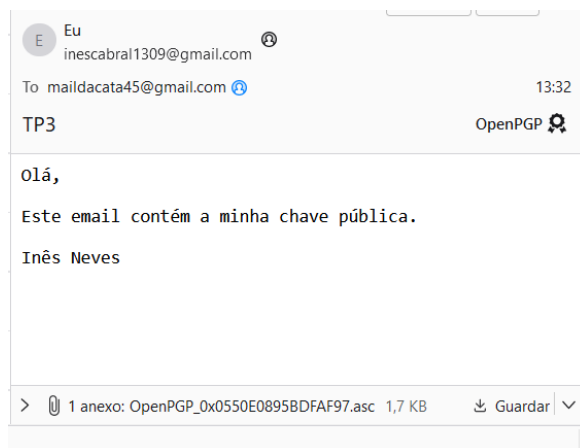 E
Eu
inescabral1309@gmail.com
To maildacata45@gmail.com
13:32
TP3
OpenPGP
Olá,
Este email contém a minha chave pública.
Inês Neves
1 anexo: OpenPGP_0x0550E0895BDFAF97.asc 1,7 KB
Guardar